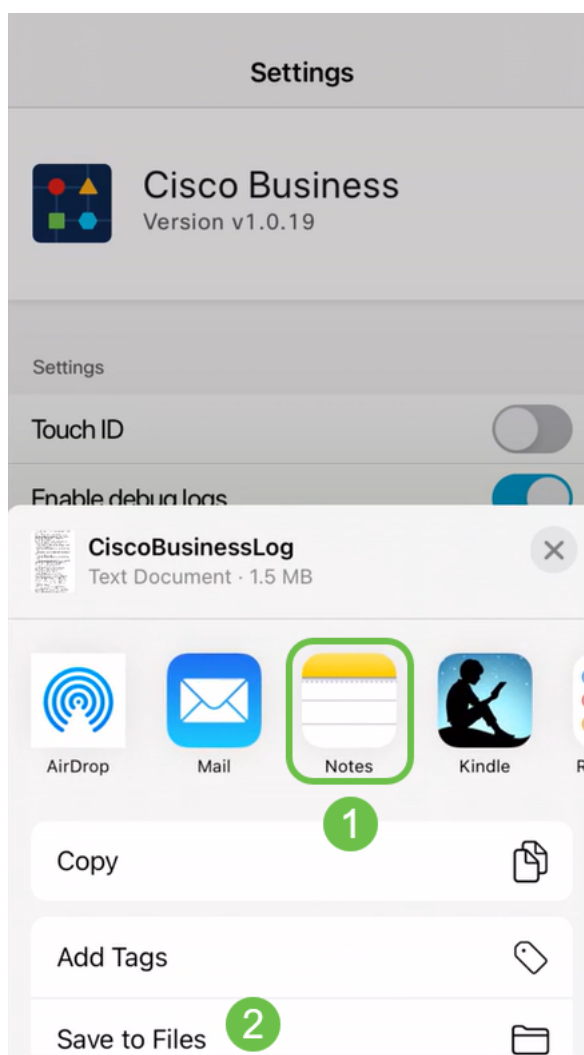 Settings
Cisco Business
Version v1.0.19
Settings
Touch ID
Enable debug logs
CiscoBusinessLog
Text Document · 1.5 MB
AirDrop Mail Notes Kindle R
1
Copy
Add Tags
Save to Files 2